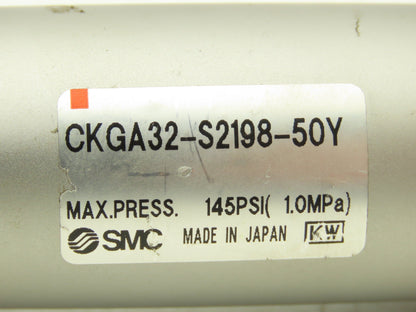 CKGA32-S2198-50Y
MAX.PRESS. 145PSI( 1.0MPa)
SMC MADE IN JAPAN KW